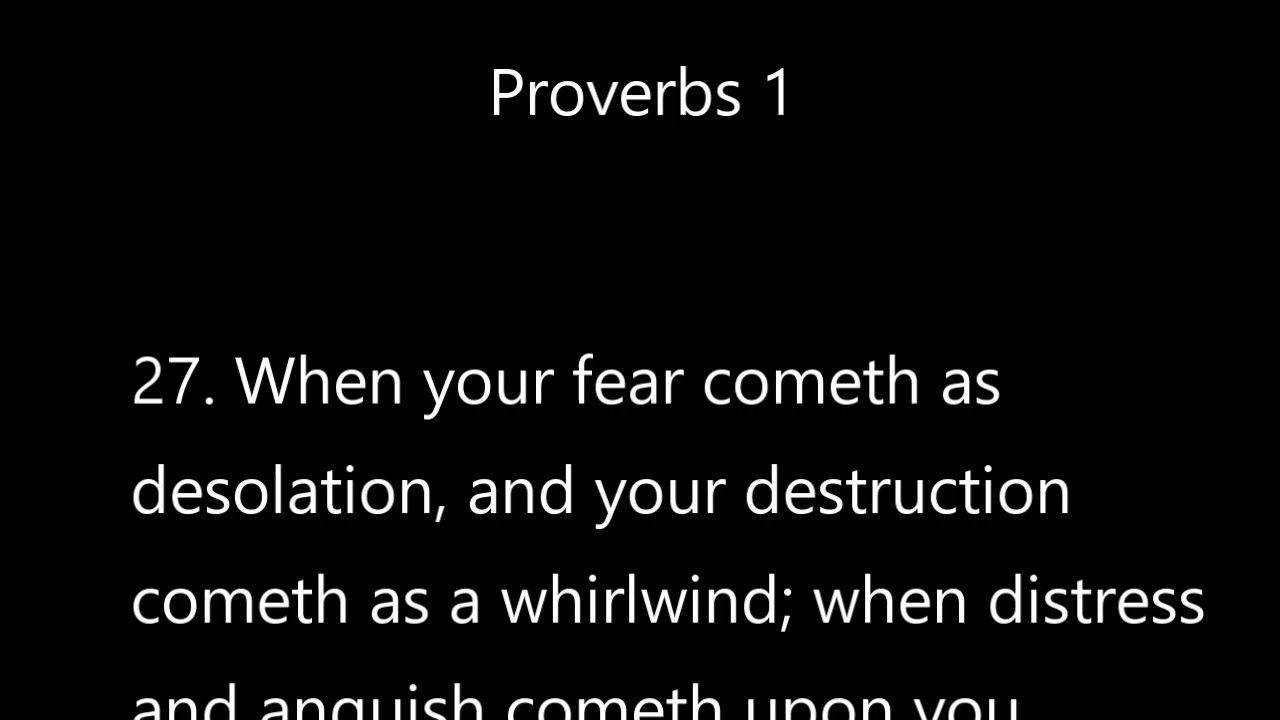 Proverbs 1
27. When your fear cometh as
desolation, and your destruction
cometh as a whirlwind; when distress
and anguish cometh upon you